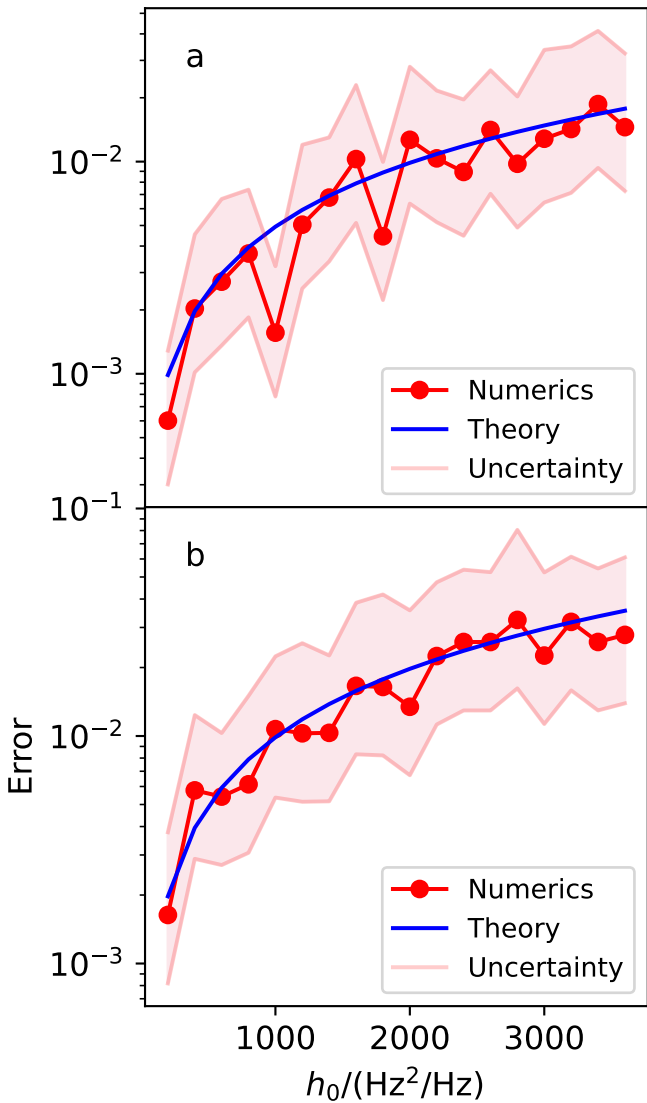 a
10⁻²
10⁻³
Numerics
Theory
Uncertainty
10⁻¹
b
10⁻²
10⁻³
Error
Numerics
Theory
Uncertainty
1000 2000 3000
h₀/(Hz²/Hz)